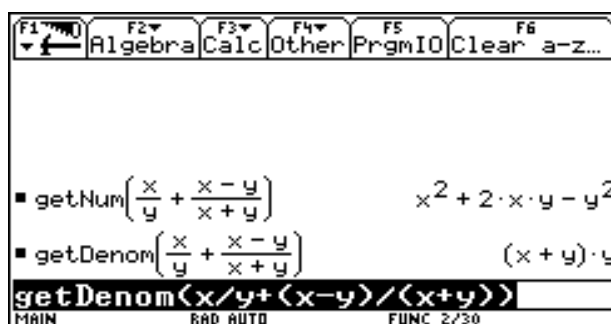 F1 F2 F3 F4 F5 F6
Algebra Calc Other PrgmIO Clear a-z…
▪ getNum(x/y + (x - y)/(x + y)) x² + 2·x·y - y²
▪ getDenom(x/y + (x - y)/(x + y)) (x + y)·y
getDenom(x/y+(x-y)/(x+y))
MAIN RAD AUTO FUNC 2/30